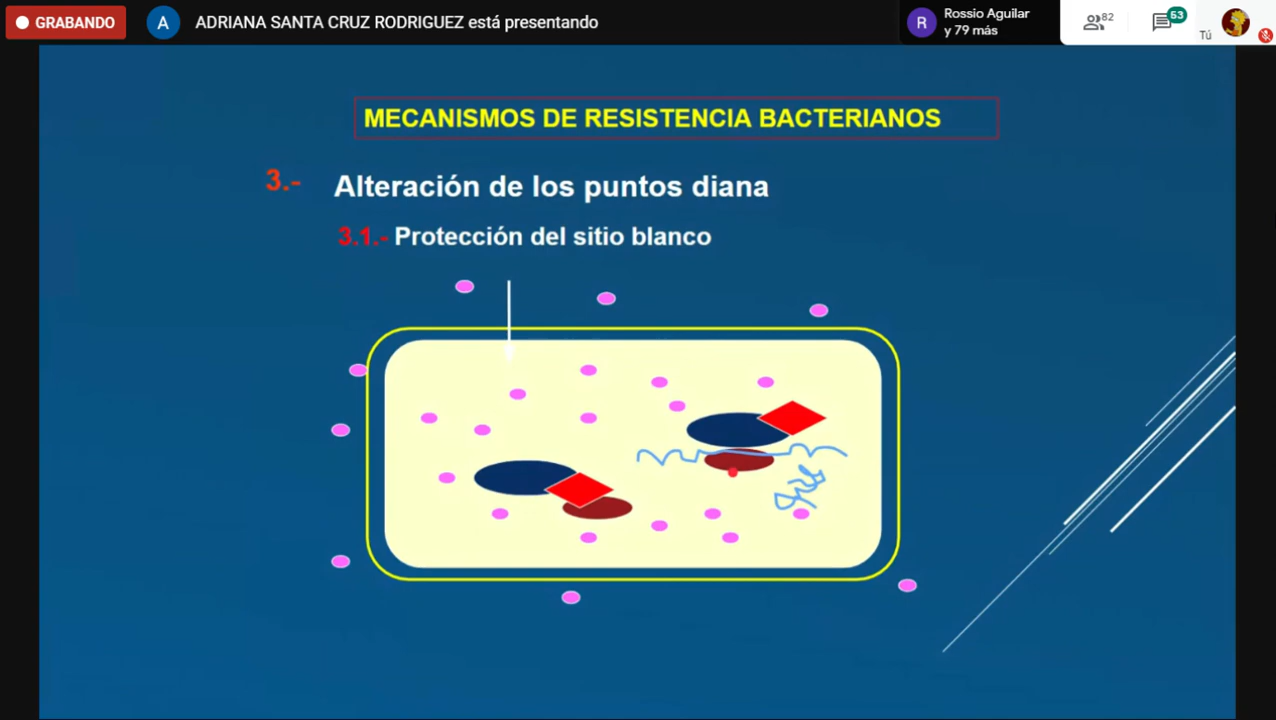 GRABANDO
A
ADRIANA SANTA CRUZ RODRIGUEZ está presentando
R
Rossio Aguilar
y 79 más
82
53
Tú
MECANISMOS DE RESISTENCIA BACTERIANOS
3.- Alteración de los puntos diana
3.1.- Protección del sitio blanco